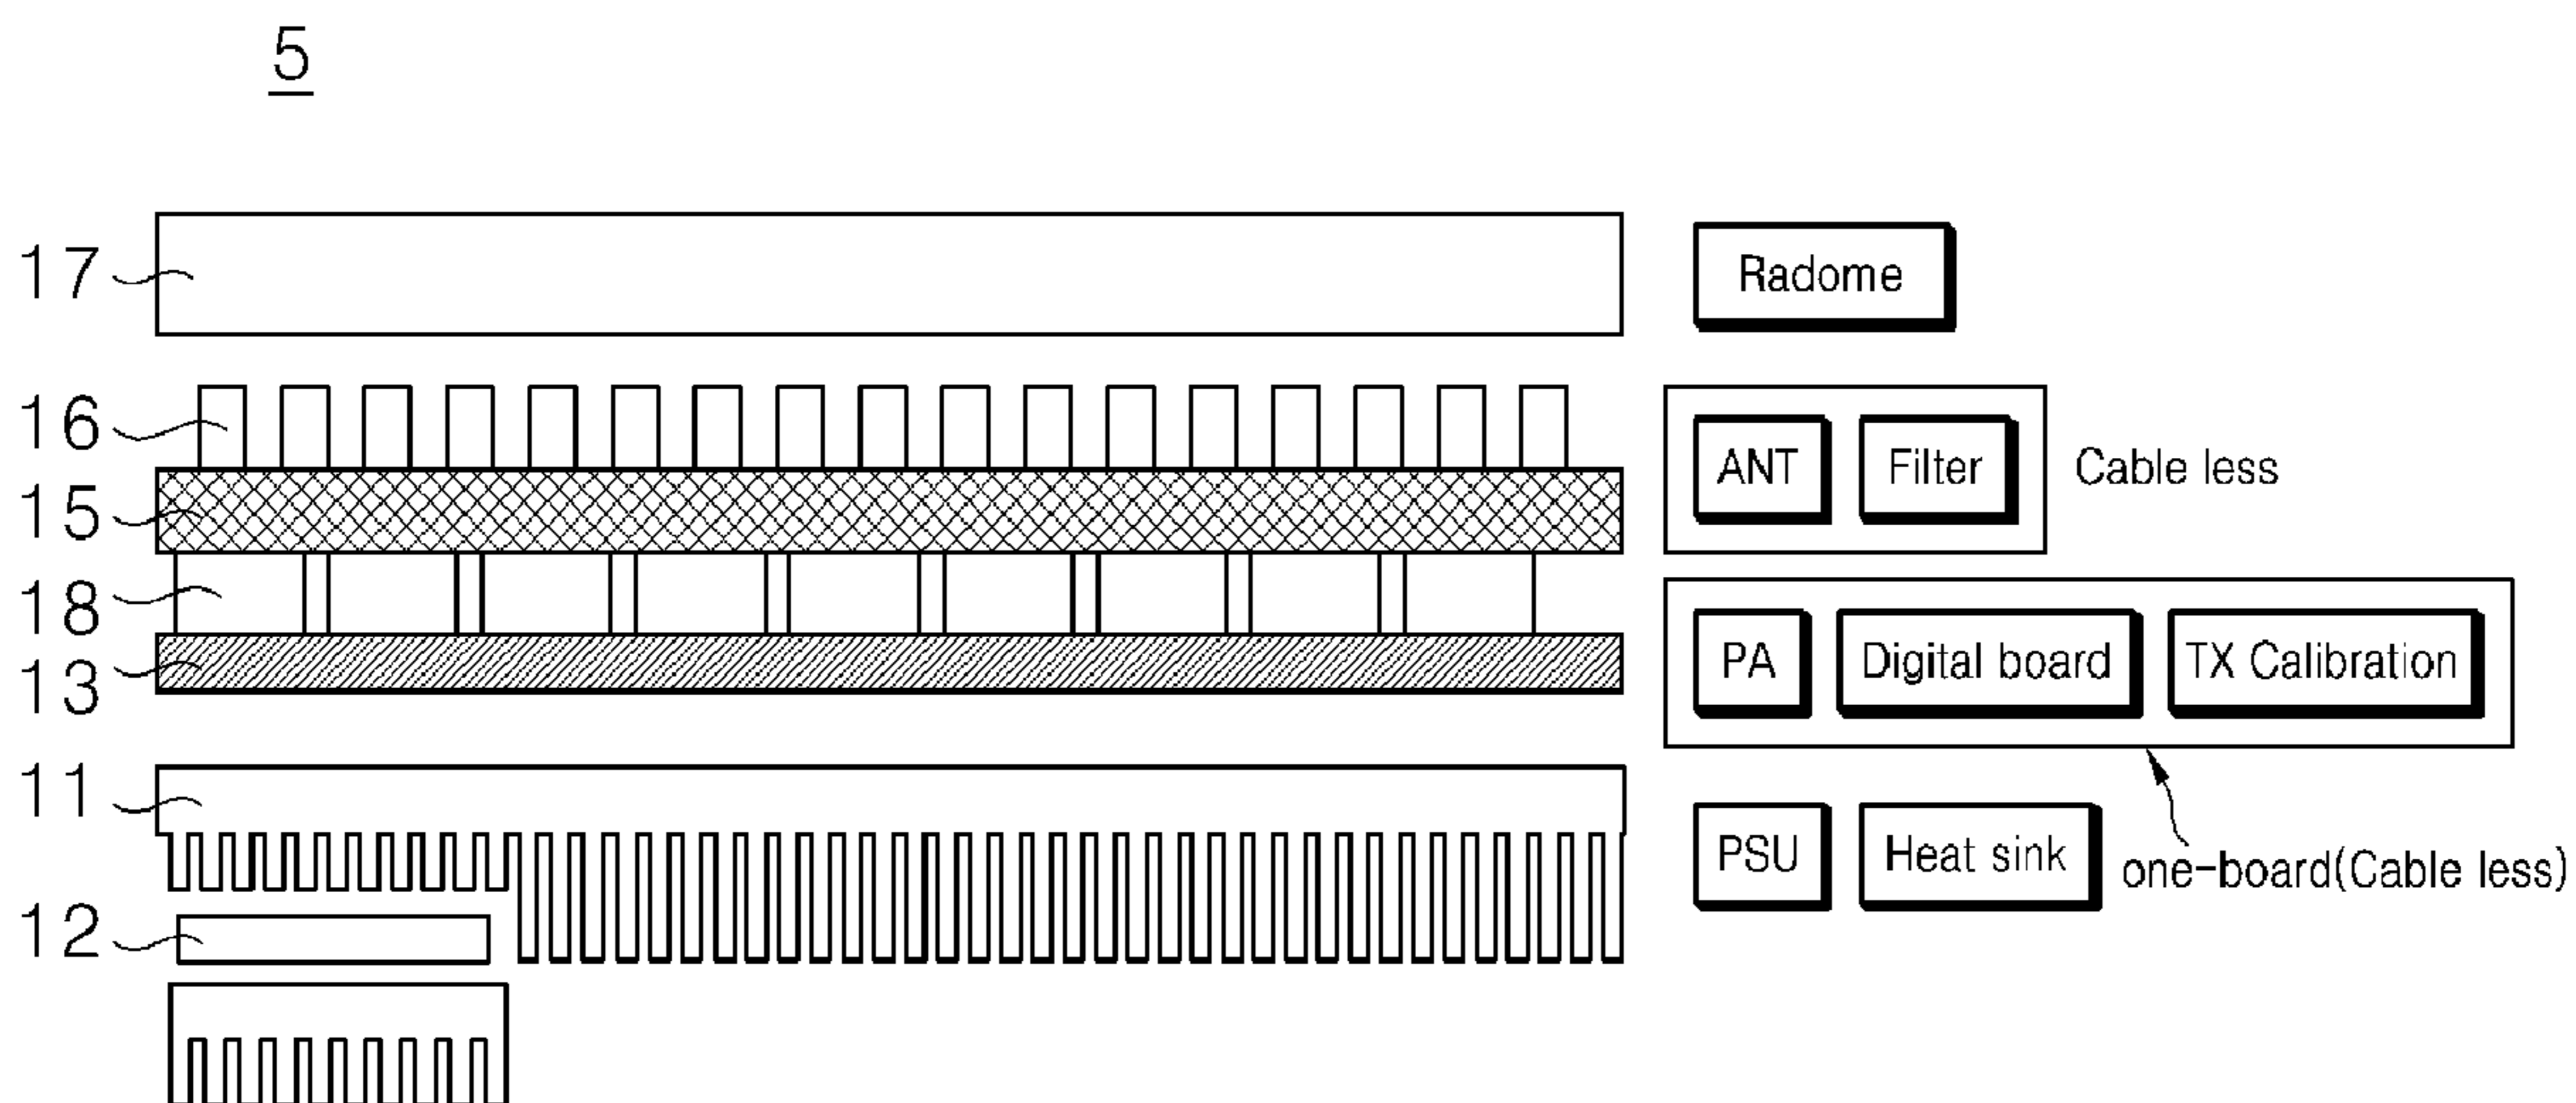 5
17
Radome
16
ANT Filter Cable less
15
18
PA Digital board TX Calibration
13
11
PSU Heat sink one-board(Cable less)
12